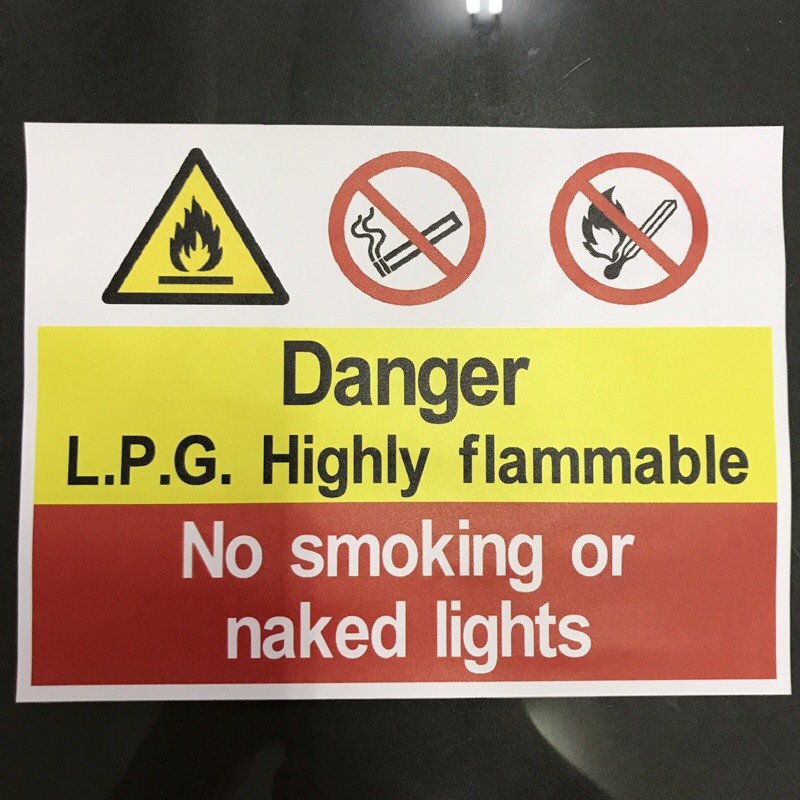 Danger
L.P.G. Highly flammable
No smoking or
naked lights